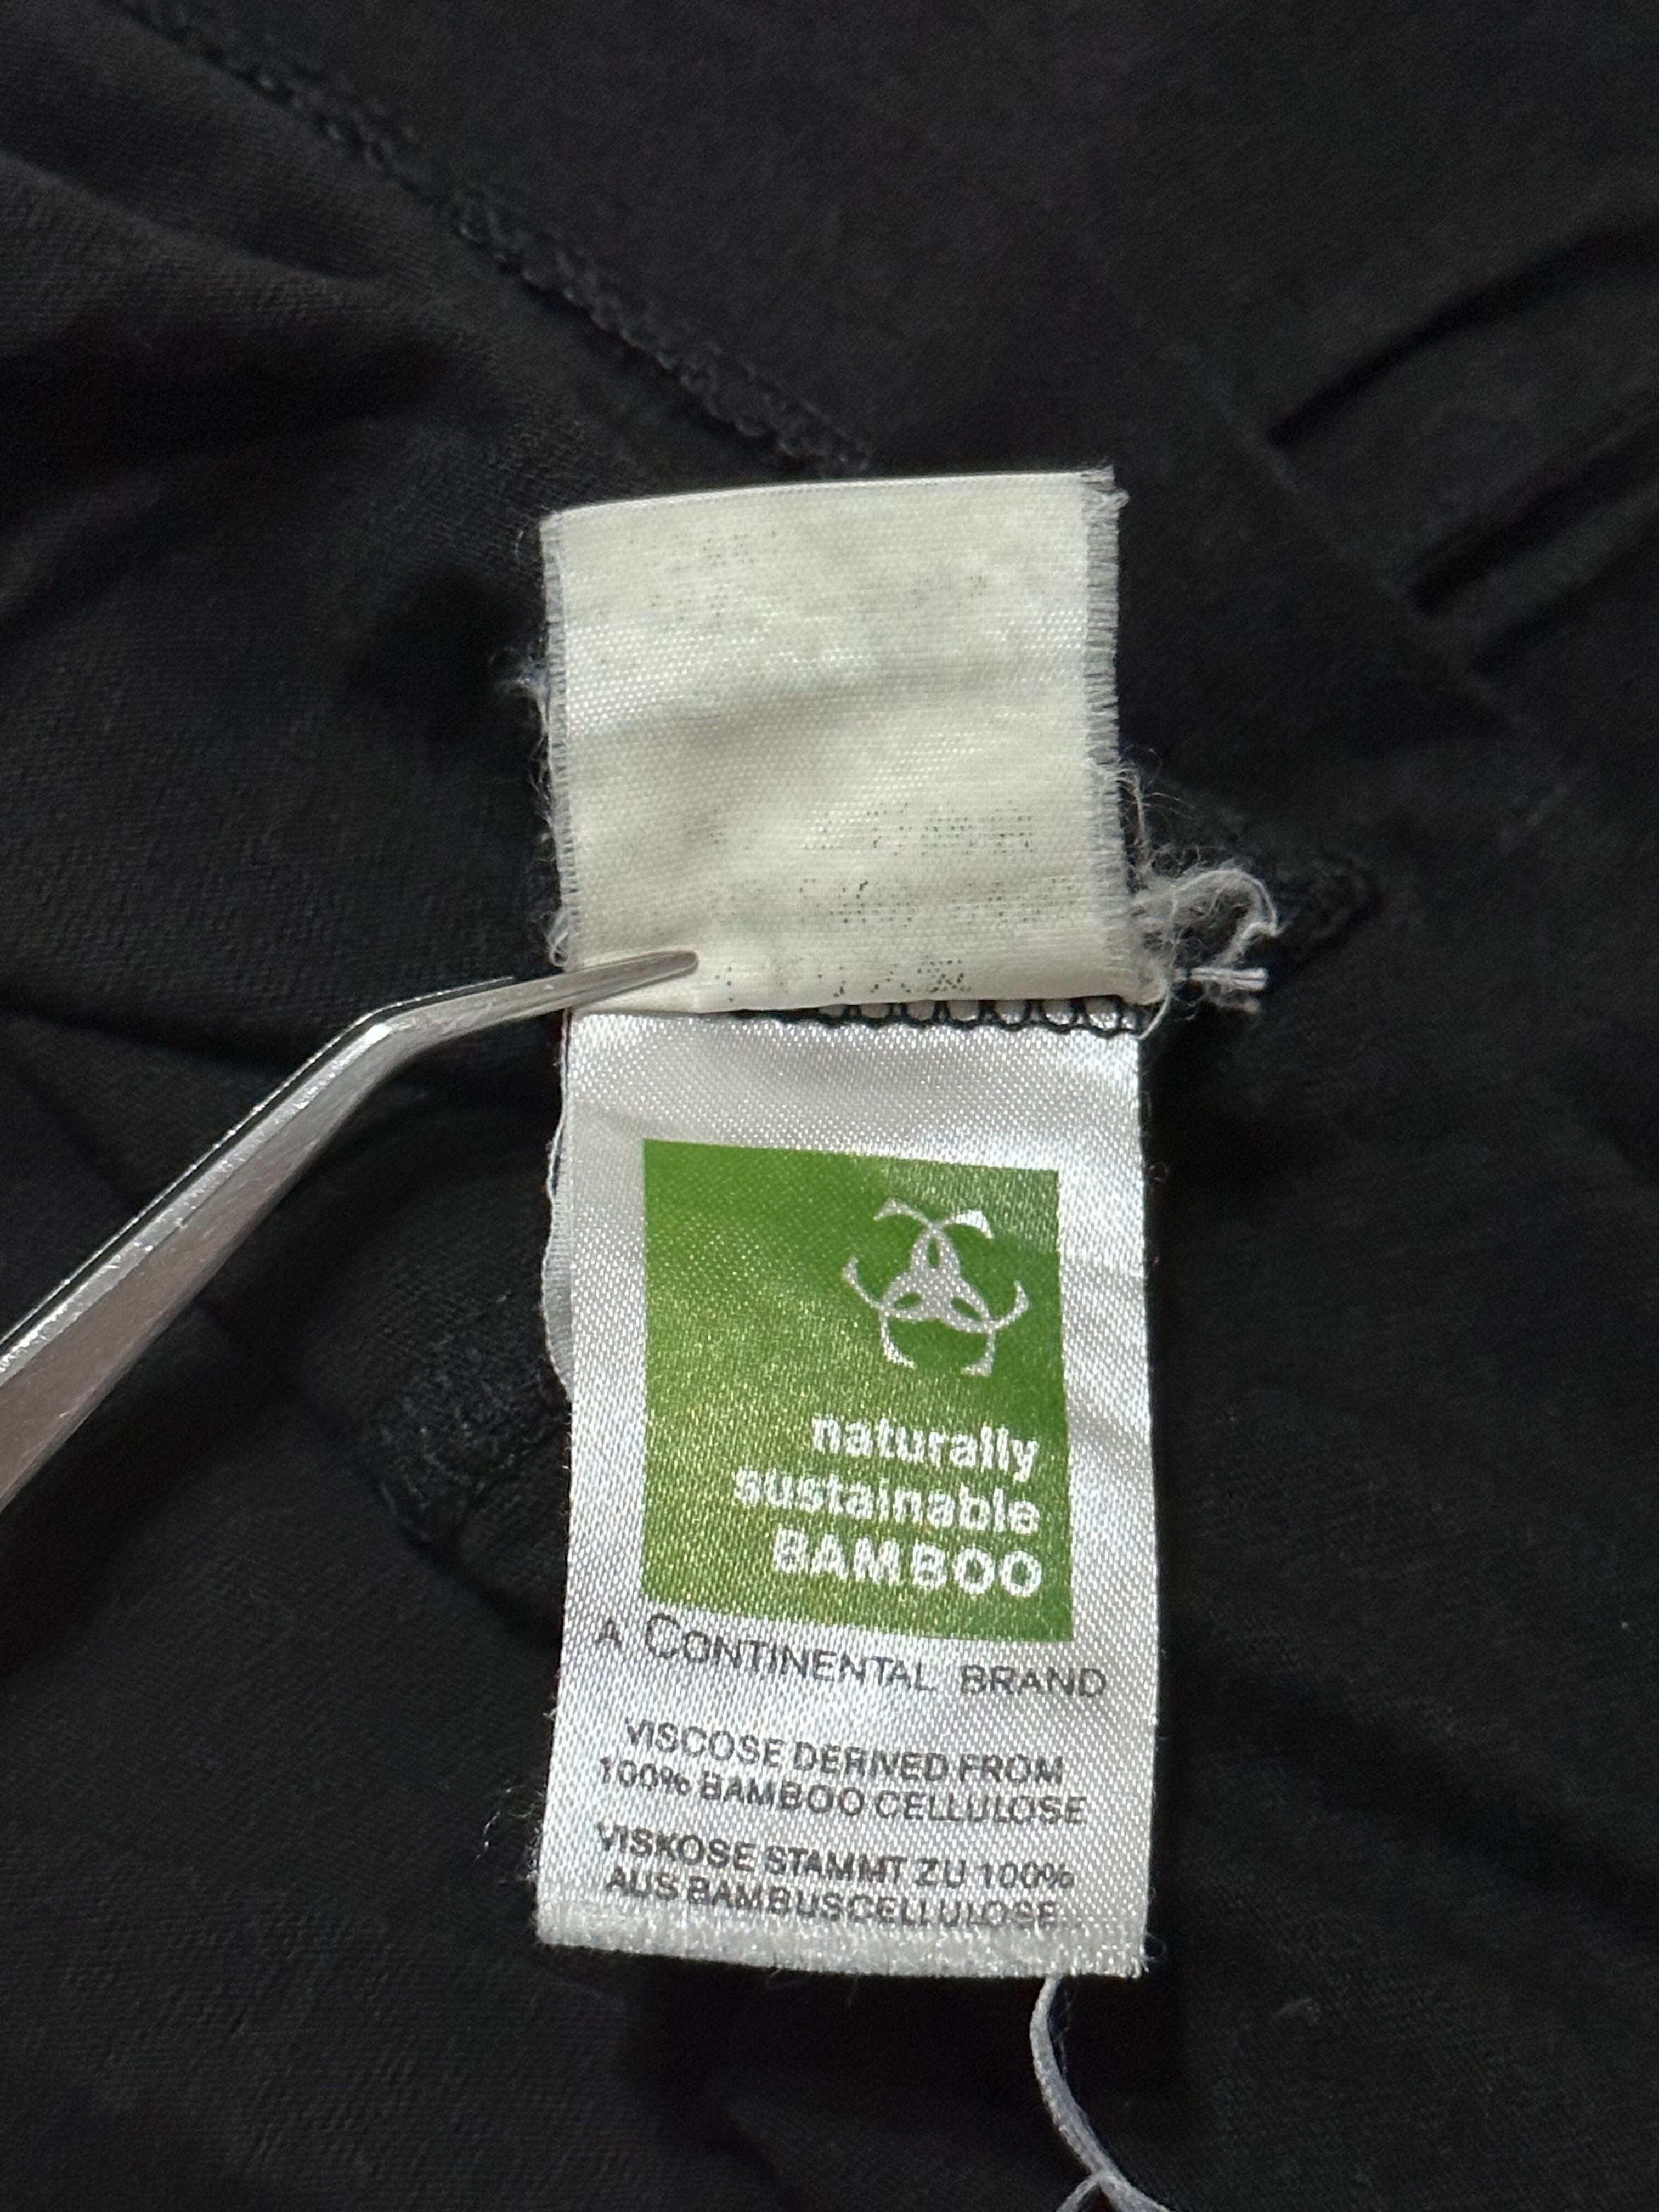 naturally
sustainable
BAMBOO
A CONTINENTAL BRAND
VISCOSE DERIVED FROM
100% BAMBOO CELLULOSE
VISKOSE STAMMT ZU 100%
AUS BAMBUSCELLULOSE